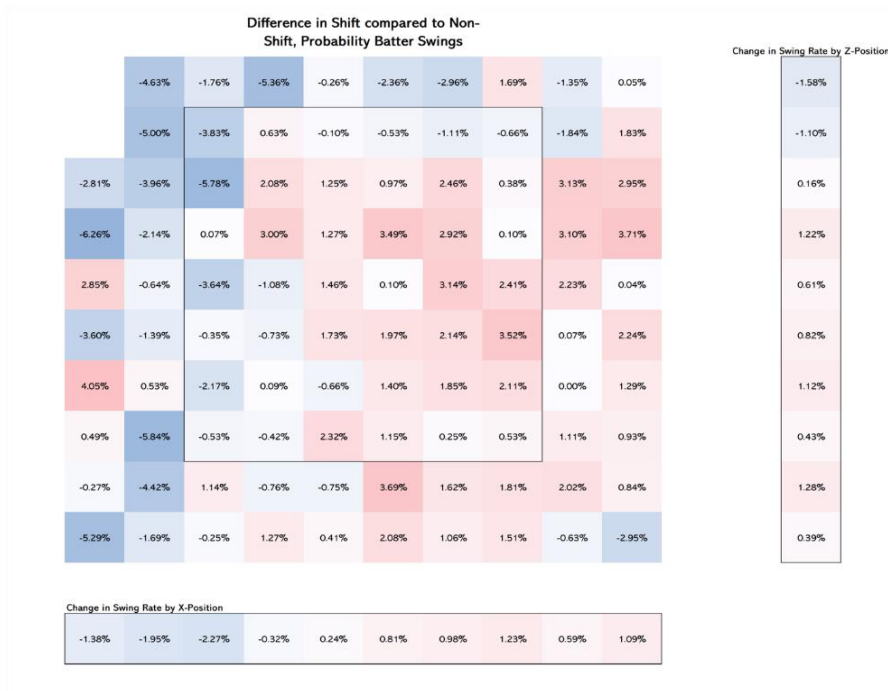 Difference in Shift compared to Non-
Shift, Probability Batter Swings
Change in Swing Rate by Z-Position
-4.63% -1.76% -5.36% -0.26% -2.36% -2.96% 1.69% -1.35% 0.05% -1.58%
-5.00% -3.83% 0.63% -0.10% -0.53% -1.11% -0.66% -1.84% 1.83% -1.10%
-2.81% -3.96% -5.78% 2.08% 1.25% 0.97% 2.46% 0.38% 3.13% 2.95% 0.16%
-6.26% -2.14% 0.07% 3.00% 1.27% 3.49% 2.92% 0.10% 3.10% 3.71% 1.22%
2.85% -0.64% -3.64% -1.08% 1.46% 0.10% 3.14% 2.41% 2.23% 0.04% 0.61%
-3.60% -1.39% -0.35% -0.73% 1.73% 1.97% 2.14% 3.52% 0.07% 2.24% 0.82%
4.05% 0.53% -2.17% 0.09% -0.66% 1.40% 1.85% 2.11% 0.00% 1.29% 1.12%
0.49% -5.84% -0.53% -0.42% 2.32% 1.15% 0.25% 0.53% 1.11% 0.93% 0.43%
-0.27% -4.42% 1.14% -0.76% -0.75% 3.69% 1.62% 1.81% 2.02% 0.84% 1.28%
-5.29% -1.69% -0.25% 1.27% 0.41% 2.08% 1.06% 1.51% -0.63% -2.95% 0.39%
Change in Swing Rate by X-Position
-1.38% -1.95% -2.27% -0.32% 0.24% 0.81% 0.98% 1.23% 0.59% 1.09%